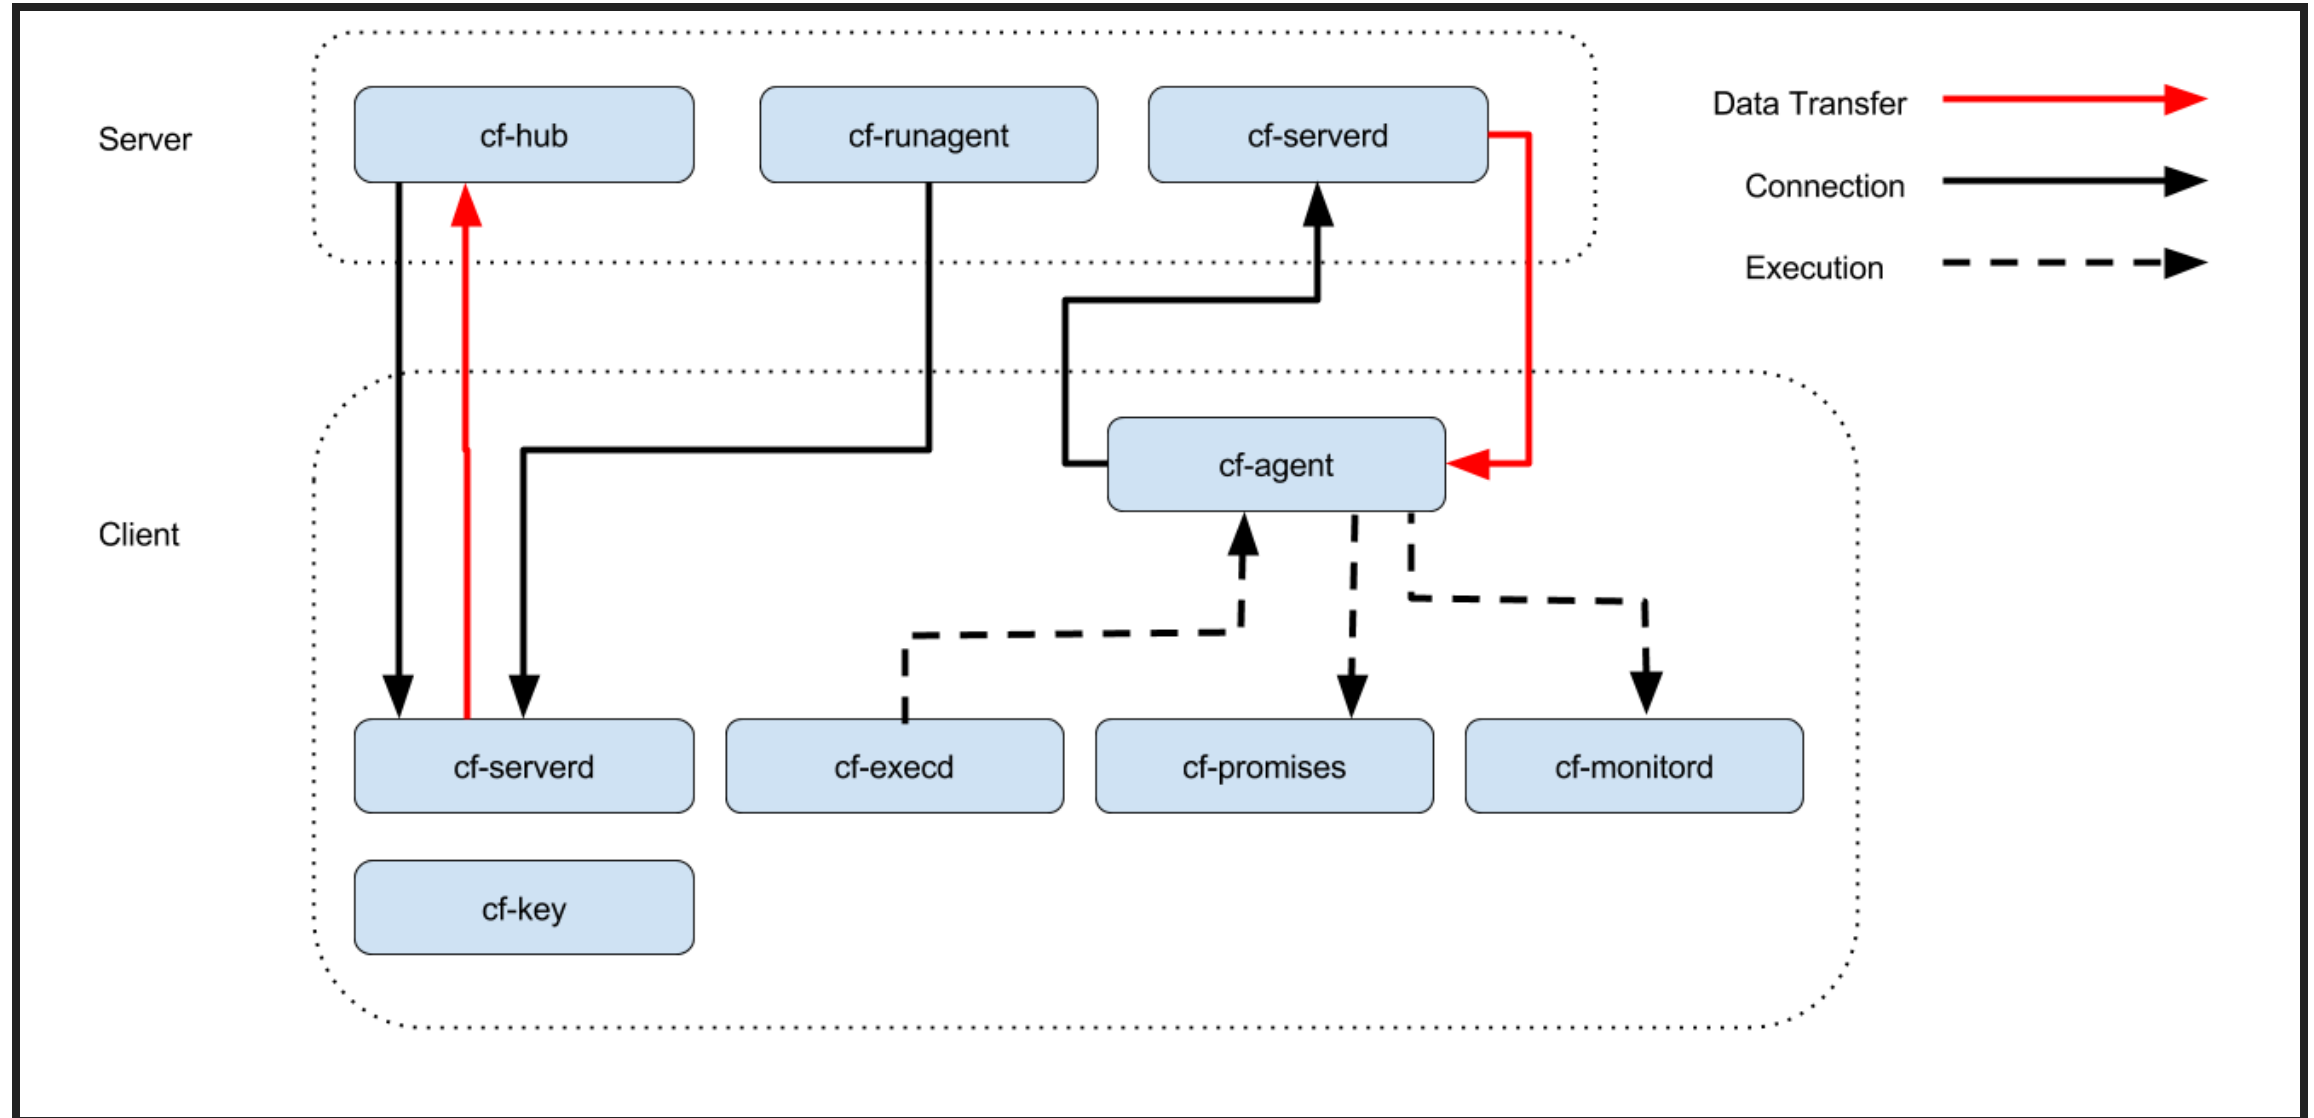 Server
cf-hub
cf-runagent
cf-serverd
Data Transfer
Connection
Execution
Client
cf-agent
cf-serverd
cf-execd
cf-promises
cf-monitord
cf-key